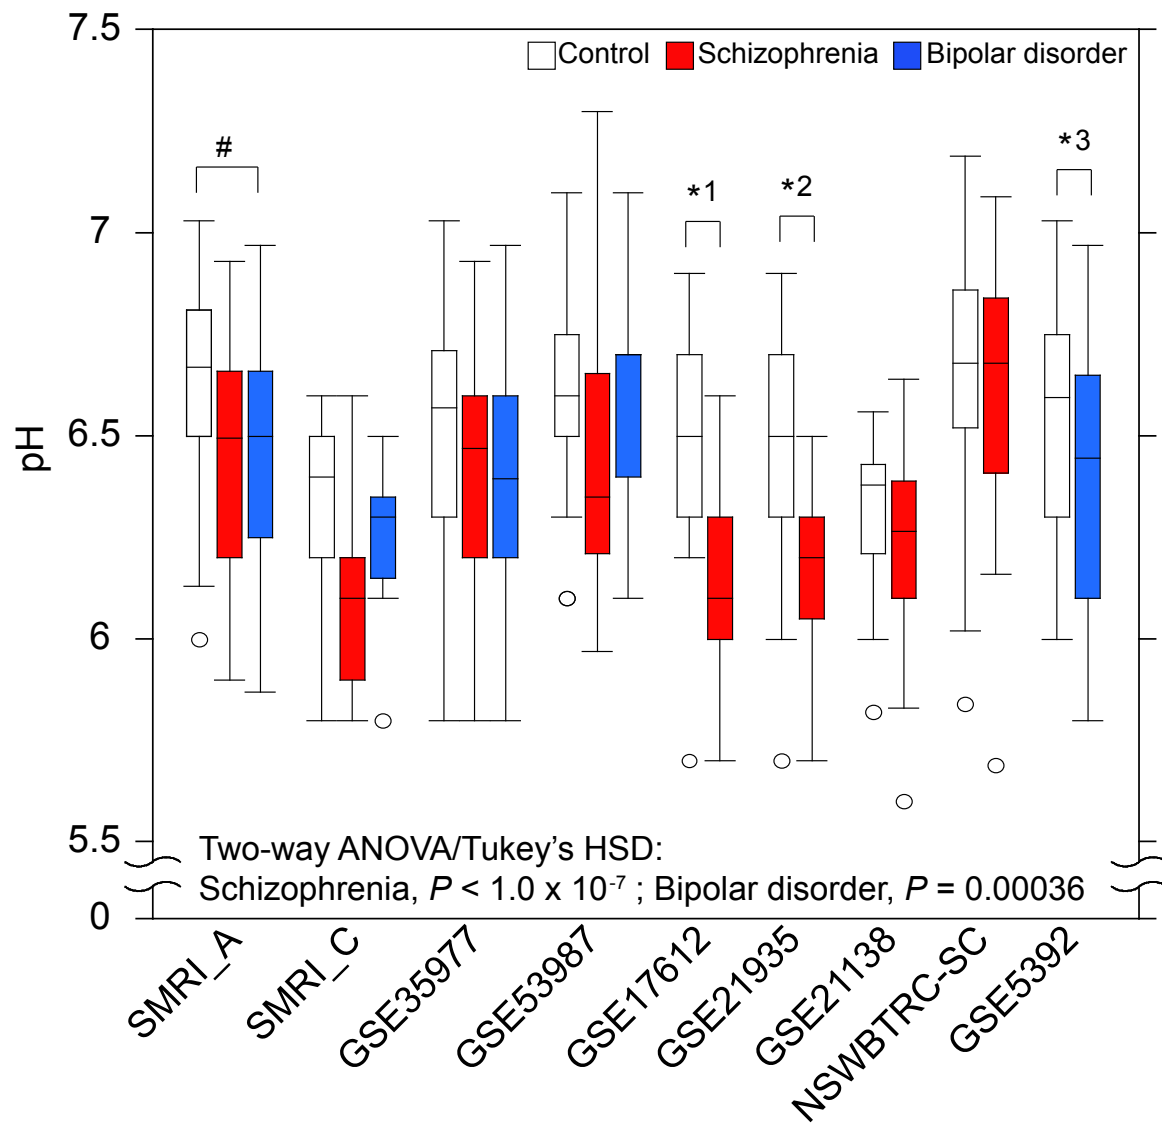 7.5
Control Schizophrenia Bipolar disorder
#
*1
*2
*3
7
6.5
6
5.5
0
pH
Two-way ANOVA/Tukey’s HSD:
Schizophrenia, P < 1.0 x 10⁻⁷ ; Bipolar disorder, P = 0.00036
SMRI_A
SMRI_C
GSE35977
GSE53987
GSE17612
GSE21935
GSE21138
NSWBTRC-SC
GSE5392